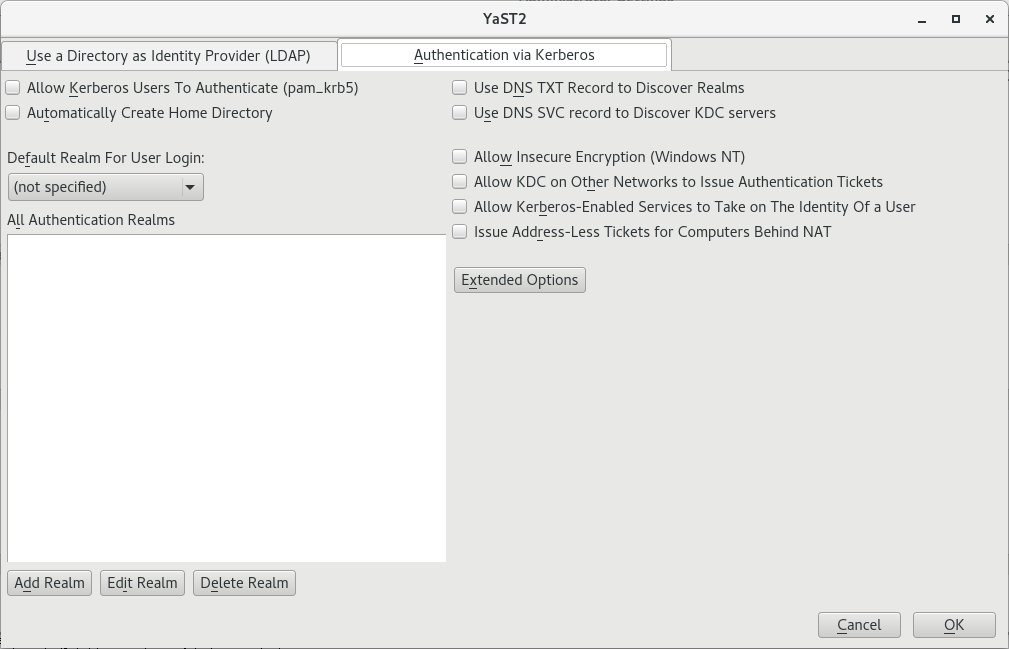 YaST2
Use a Directory as Identity Provider (LDAP)
Authentication via Kerberos
Allow Kerberos Users To Authenticate (pam_krb5)
Automatically Create Home Directory
Default Realm For User Login:
(not specified)
All Authentication Realms
Add Realm
Edit Realm
Delete Realm
Use DNS TXT Record to Discover Realms
Use DNS SVC record to Discover KDC servers
Allow Insecure Encryption (Windows NT)
Allow KDC on Other Networks to Issue Authentication Tickets
Allow Kerberos-Enabled Services to Take on The Identity Of a User
Issue Address-Less Tickets for Computers Behind NAT
Extended Options
Cancel
OK